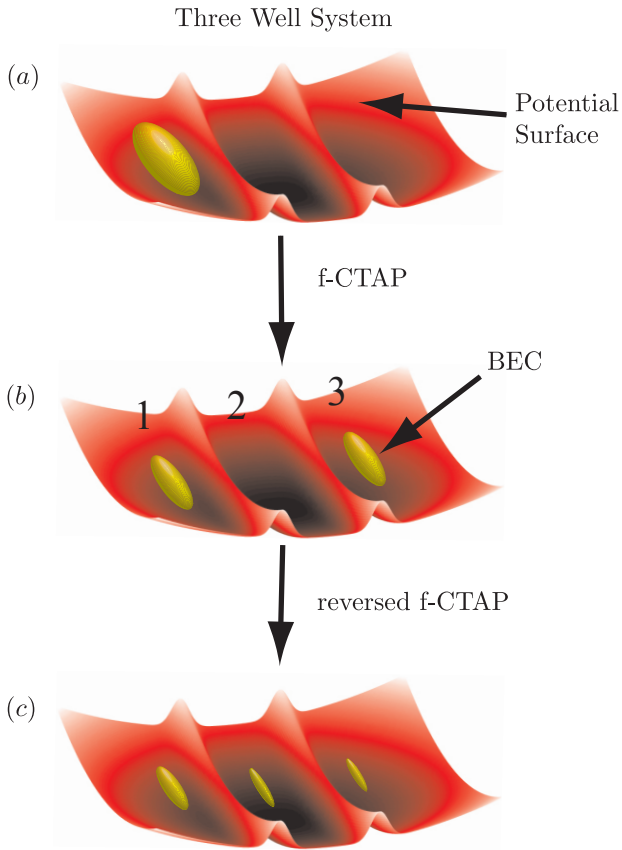 Three Well System
(a)
Potential
Surface
f-CTAP
BEC
(b)
1 2 3
reversed f-CTAP
(c)